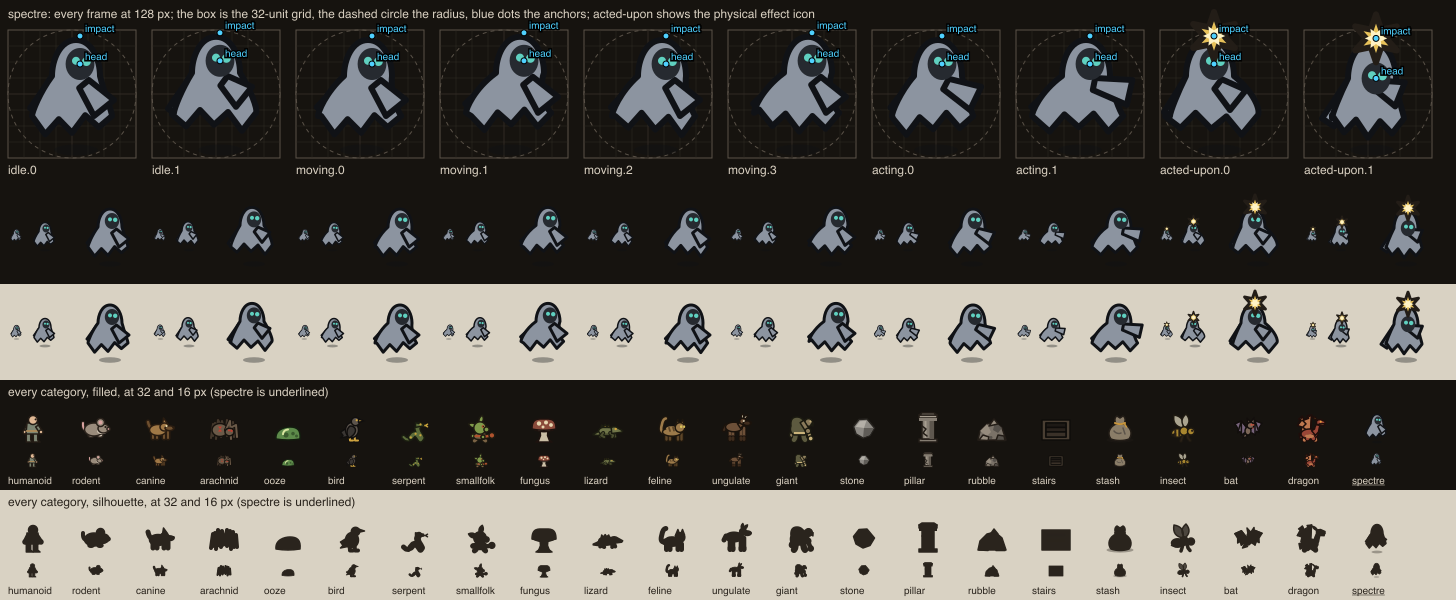 spectre: every frame at 128 px; the box is the 32-unit grid, the dashed circle the radius, blue dots the anchors; acted-upon shows the physical effect icon
impact impact impact impact impact impact impact impact impact impact
head head head head head head head head head head
idle.0 idle.1 moving.0 moving.1 moving.2 moving.3 acting.0 acting.1 acted-upon.0 acted-upon.1
every category, filled, at 32 and 16 px (spectre is underlined)
humanoid rodent canine arachnid ooze bird serpent smallfolk fungus lizard feline ungulate giant stone pillar rubble stairs stash insect bat dragon spectre
every category, silhouette, at 32 and 16 px (spectre is underlined)
humanoid rodent canine arachnid ooze bird serpent smallfolk fungus lizard feline ungulate giant stone pillar rubble stairs stash insect bat dragon spectre